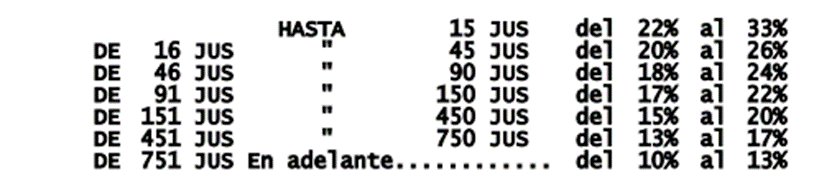 HASTA 15 JUS del 22% al 33%
DE 16 JUS " 45 JUS del 20% al 26%
DE 46 JUS " 90 JUS del 18% al 24%
DE 91 JUS " 150 JUS del 17% al 22%
DE 151 JUS " 450 JUS del 15% al 20%
DE 451 JUS " 750 JUS del 13% al 17%
DE 751 JUS En adelante............ del 10% al 13%